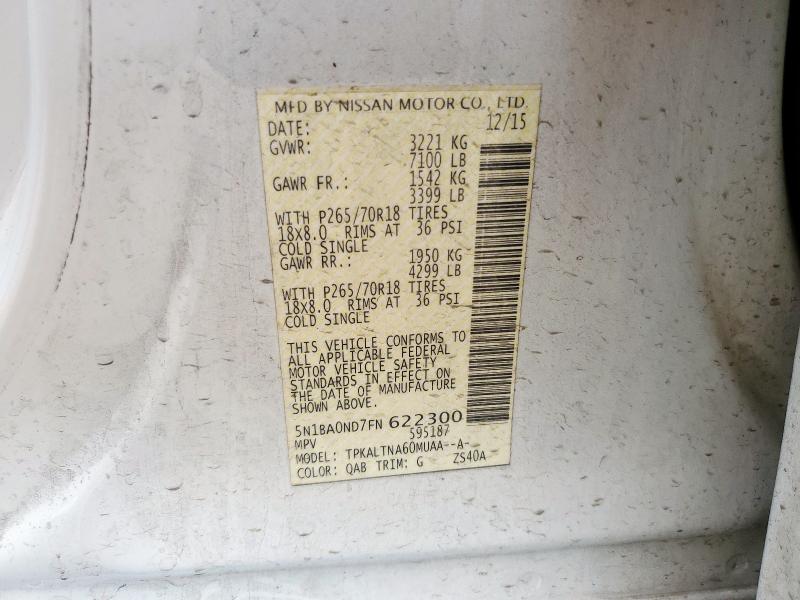 MFD BY NISSAN MOTOR CO., LTD.
DATE: 12/15
GVWR: 3221 KG
7100 LB
GAWR FR.: 1542 KG
3399 LB
WITH P265/70R18 TIRES
18X8.0 RIMS AT 36 PSI
COLD SINGLE
GAWR RR.: 1950 KG
4299 LB
WITH P265/70R18 TIRES
18X8.0 RIMS AT 36 PSI
COLD SINGLE
THIS VEHICLE CONFORMS TO
ALL APPLICABLE FEDERAL
MOTOR VEHICLE SAFETY
STANDARDS IN EFFECT ON
THE DATE OF MANUFACTURE
SHOWN ABOVE.
5N1BA0ND7FN 622300
MPV 595187
MODEL: TPKALTNA60MUAA--A-
COLOR: QAB TRIM: G ZS40A